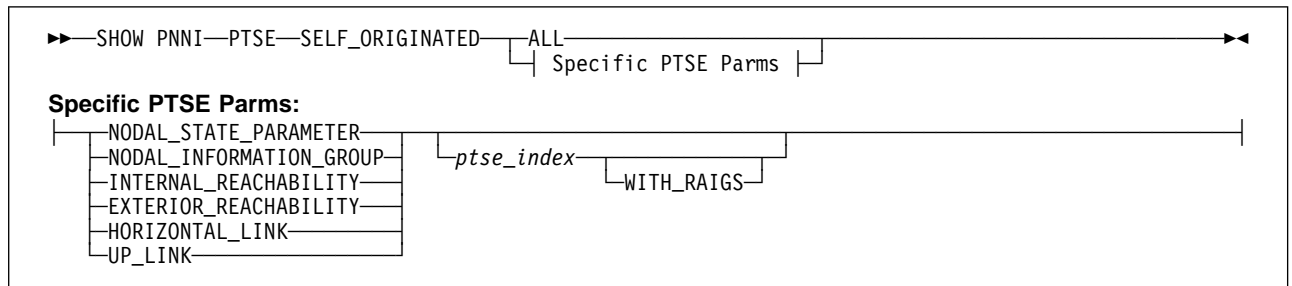 SHOW PNNI PTSE SELF_ORIGINATED ALL
Specific PTSE Parms
Specific PTSE Parms:
NODAL_STATE_PARAMETER
NODAL_INFORMATION_GROUP ptse_index
INTERNAL_REACHABILITY WITH_RAIGS
EXTERIOR_REACHABILITY
HORIZONTAL_LINK
UP_LINK